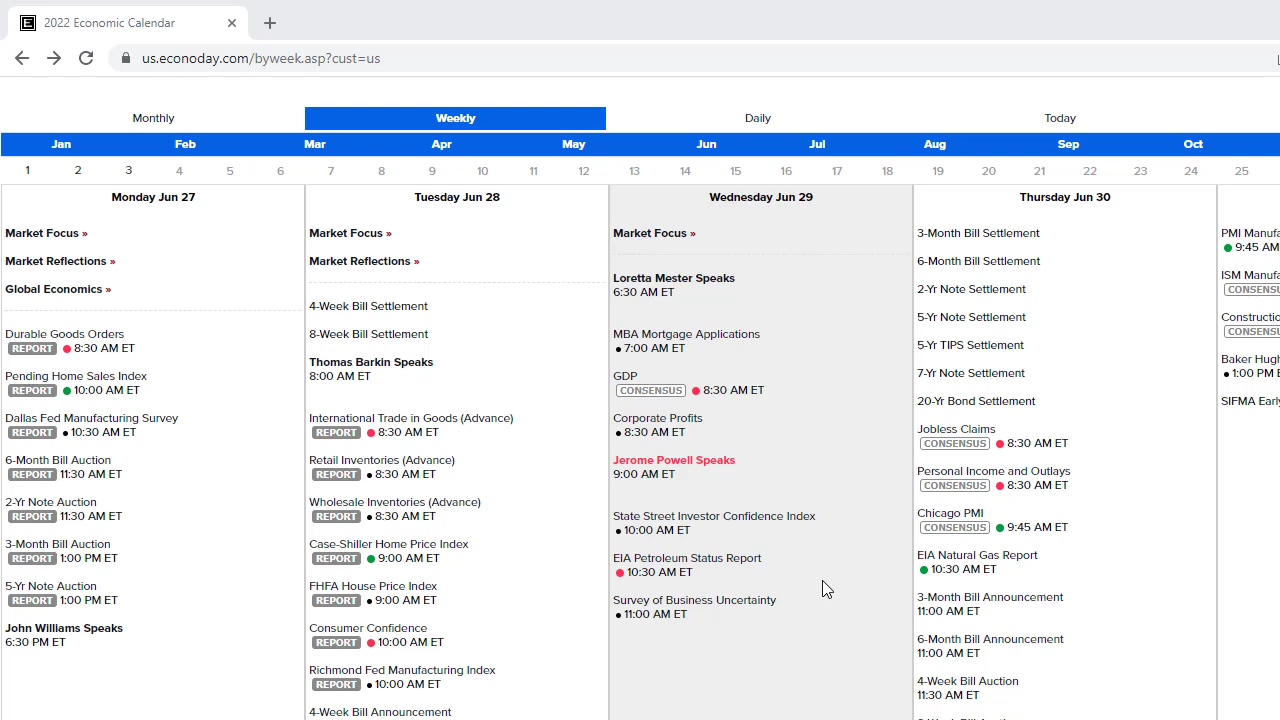 2022 Economic Calendar
us.econoday.com/byweek.asp?cust=us
Monthly Weekly Daily Today
Jan Feb Mar Apr May Jun Jul Aug Sep Oct
1 2 3 4 5 6 7 8 9 10 11 12 13 14 15 16 17 18 19 20 21 22 23 24 25
Monday Jun 27
Market Focus »
Market Reflections »
Global Economics »
Durable Goods Orders
REPORT 8:30 AM ET
Pending Home Sales Index
REPORT 10:00 AM ET
Dallas Fed Manufacturing Survey
REPORT 10:30 AM ET
6-Month Bill Auction
REPORT 11:30 AM ET
2-Yr Note Auction
REPORT 11:30 AM ET
3-Month Bill Auction
REPORT 1:00 PM ET
5-Yr Note Auction
REPORT 1:00 PM ET
John Williams Speaks
6:30 PM ET
Tuesday Jun 28
Market Focus »
Market Reflections »
4-Week Bill Settlement
8-Week Bill Settlement
Thomas Barkin Speaks
8:00 AM ET
International Trade in Goods (Advance)
REPORT 8:30 AM ET
Retail Inventories (Advance)
REPORT 8:30 AM ET
Wholesale Inventories (Advance)
REPORT 8:30 AM ET
Case-Shiller Home Price Index
REPORT 9:00 AM ET
FHFA House Price Index
REPORT 9:00 AM ET
Consumer Confidence
REPORT 10:00 AM ET
Richmond Fed Manufacturing Index
REPORT 10:00 AM ET
4-Week Bill Announcement
Wednesday Jun 29
Market Focus »
Loretta Mester Speaks
6:30 AM ET
MBA Mortgage Applications
7:00 AM ET
GDP
CONSENSUS 8:30 AM ET
Corporate Profits
8:30 AM ET
Jerome Powell Speaks
9:00 AM ET
State Street Investor Confidence Index
10:00 AM ET
EIA Petroleum Status Report
10:30 AM ET
Survey of Business Uncertainty
11:00 AM ET
Thursday Jun 30
3-Month Bill Settlement
6-Month Bill Settlement
2-Yr Note Settlement
5-Yr Note Settlement
5-Yr TIPS Settlement
7-Yr Note Settlement
20-Yr Bond Settlement
Jobless Claims
CONSENSUS 8:30 AM ET
Personal Income and Outlays
CONSENSUS 8:30 AM ET
Chicago PMI
CONSENSUS 9:45 AM ET
EIA Natural Gas Report
10:30 AM ET
3-Month Bill Announcement
11:00 AM ET
6-Month Bill Announcement
11:00 AM ET
4-Week Bill Auction
11:30 AM ET
PMI Manufa
9:45 AM
ISM Manufa
CONSENSU
Constructio
CONSENSU
Baker Hugh
1:00 PM E
SIFMA Early